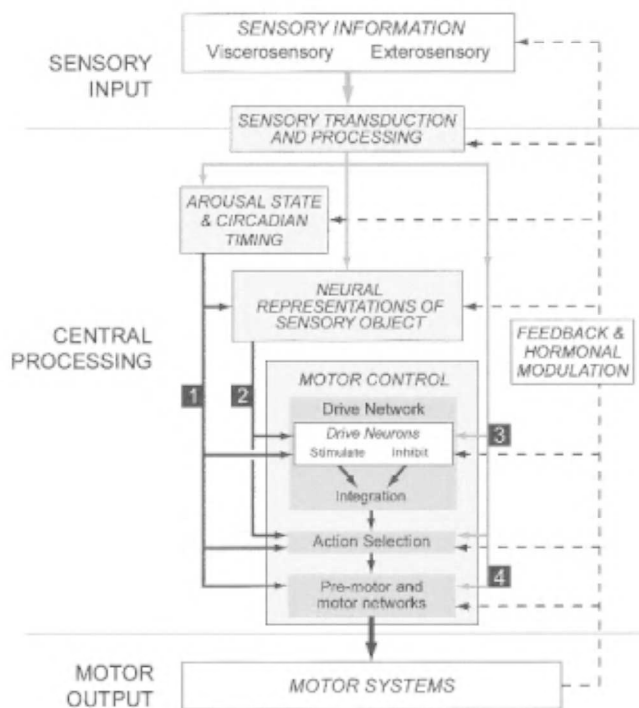 SENSORY INFORMATION
Viscerosensory Exterosensory
SENSORY
INPUT
SENSORY TRANSDUCTION
AND PROCESSING
AROUSAL STATE
& CIRCADIAN
TIMING
NEURAL
REPRESENTATIONS OF
SENSORY OBJECT
CENTRAL
PROCESSING
FEEDBACK &
HORMONAL
MODULATION
MOTOR CONTROL
1
2
Drive Network
Drive Neurons
3
Stimulate Inhibit
Integration
Action Selection
4
Pre-motor and
motor networks
MOTOR
OUTPUT
MOTOR SYSTEMS